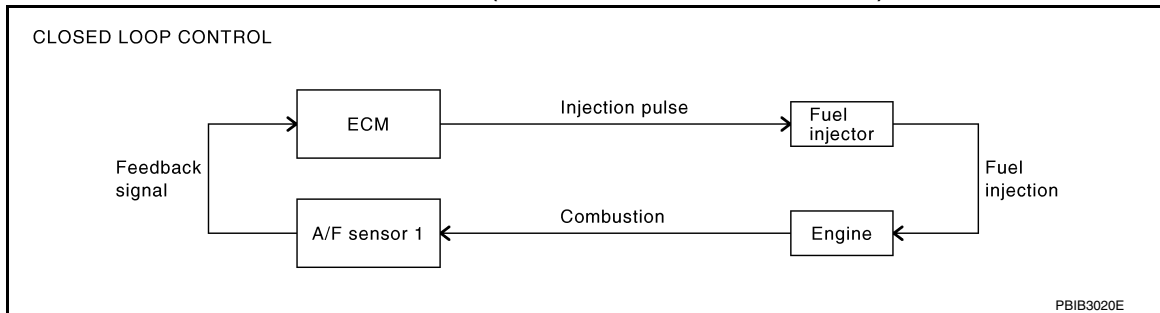 CLOSED LOOP CONTROL
ECM
Injection pulse
Fuel
injector
Feedback
signal
Fuel
injection
A/F sensor 1
Combustion
Engine
PBIB3020E